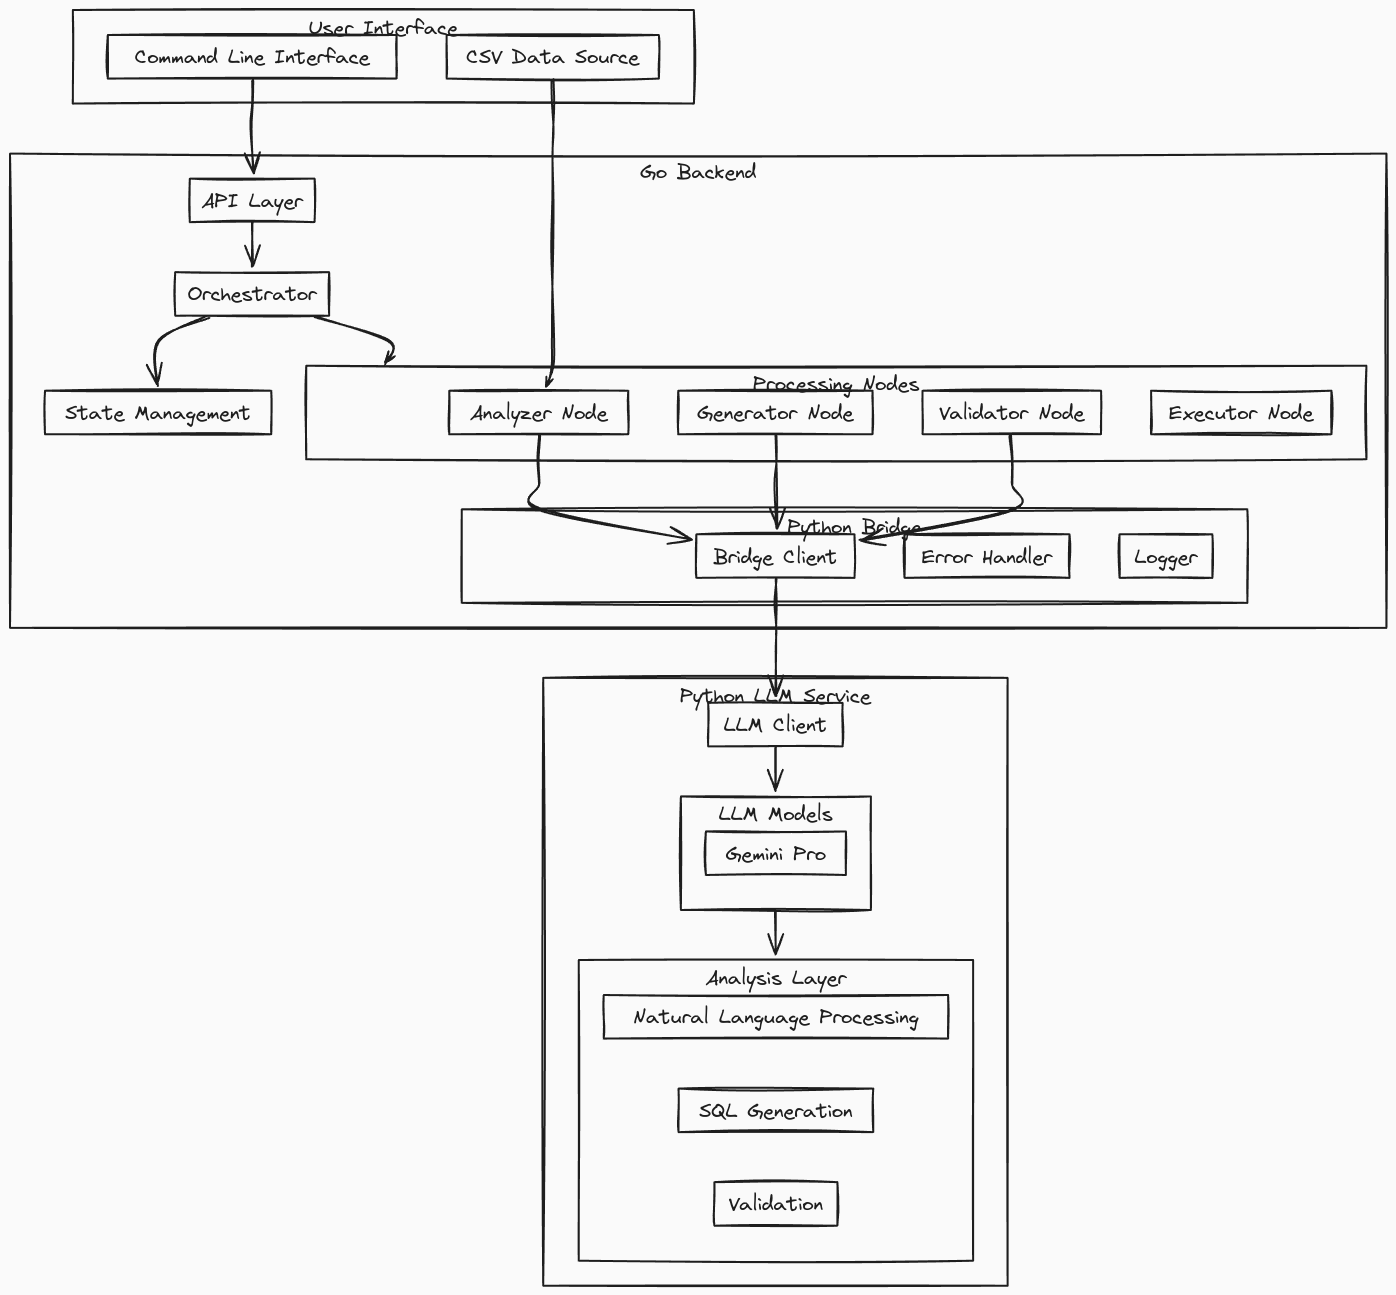 User Interface
Command Line Interface
CSV Data Source
Go Backend
API Layer
Orchestrator
State Management
Processing Nodes
Analyzer Node
Generator Node
Validator Node
Executor Node
Python Bridge
Bridge Client
Error Handler
Logger
Python LLM Service
LLM Client
LLM Models
Gemini Pro
Analysis Layer
Natural Language Processing
SQL Generation
Validation